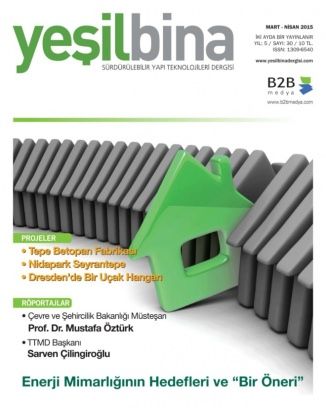 MART - NİSAN 2015
İKİ AYDA BİR YAYINLANIR
YIL: 5 / SAYI: 30 / 10 TL.
ISSN: 1309-6540
www.yesilbinadergisi.com
yeşilbina
SÜRDÜRÜLEBİLİR YAPI TEKNOLOJİLERİ DERGİSİ
B2B
medya
www.b2bmedya.com
PROJELER
• Tepe Betopan Fabrikası
• Nidapark Seyrantepe
• Dresden'de Bir Uçak Hangarı
RÖPORTAJLAR
• Çevre ve Şehircilik Bakanlığı Müsteşarı
Prof. Dr. Mustafa Öztürk
• TTMD Başkanı
Sarven Çilingiroğlu
Enerji Mimarlığının Hedefleri ve “Bir Öneri”